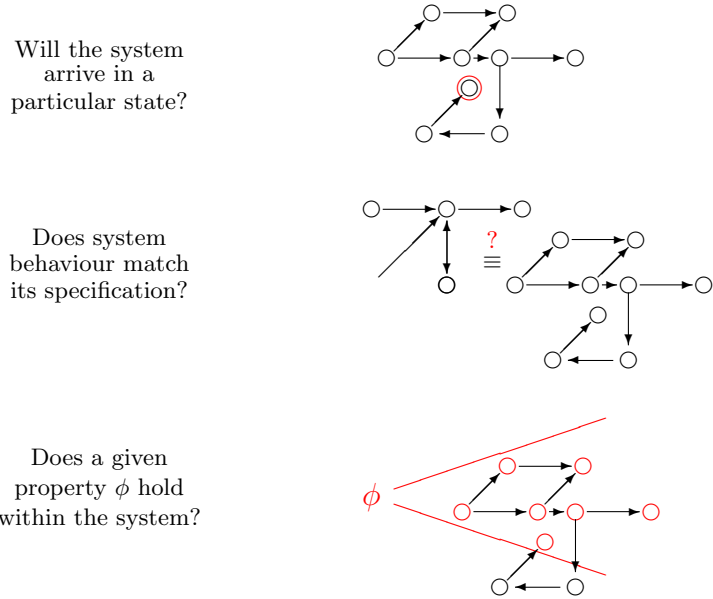 Will the system
arrive in a
particular state?
Does system
behaviour match
its specification?
?
≡
Does a given
property ϕ hold
within the system?
ϕ